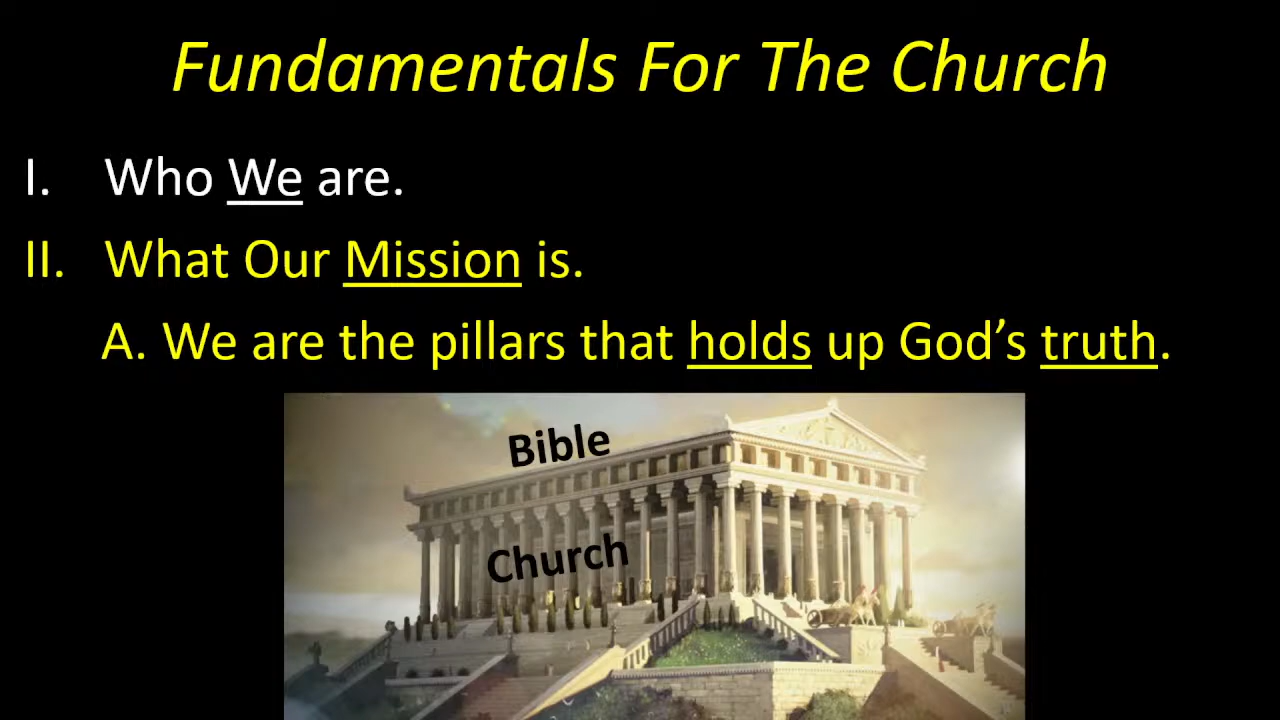 Fundamentals For The Church
I. Who We are.
II. What Our Mission is.
A. We are the pillars that holds up God’s truth.
Bible
Church